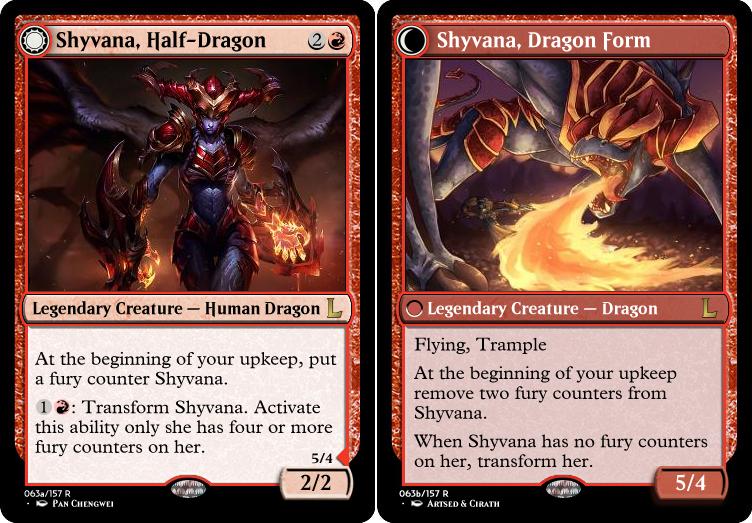 Shyvana, Half-Dragon 2
Legendary Creature — Human Dragon L
At the beginning of your upkeep, put
a fury counter Shyvana.
1 : Transform Shyvana. Activate
this ability only she has four or more
fury counters on her.
5/4
2/2
063a/157 R
· PAN CHENGWEI
Shyvana, Dragon Form
Legendary Creature — Dragon L
Flying, Trample
At the beginning of your upkeep
remove two fury counters from
Shyvana.
When Shyvana has no fury counters
on her, transform her.
5/4
063b/157 R
· ARTSED & CIRATH